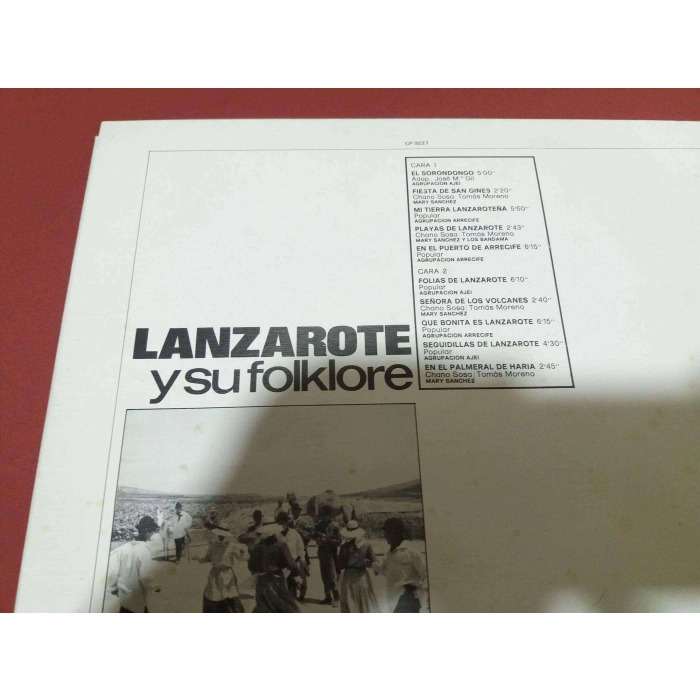 CP 9227
CARA 1
EL SORONDONGO 5'00"
Adap. José M.ª Gil
AGRUPACION AJEI
FIESTA DE SAN GINES 2'20"
Chano Sosa: Tomás Moreno
MARY SANCHEZ
MI TIERRA LANZAROTEÑA 5'50"
Popular
AGRUPACION ARRECIFE
PLAYAS DE LANZAROTE 2'43"
Chano Sosa: Tomás Moreno
MARY SANCHEZ Y LOS BANDAMA
EN EL PUERTO DE ARRECIFE 6'15"
Popular
AGRUPACION ARRECIFE
CARA 2
FOLIAS DE LANZAROTE 6'10"
Popular
AGRUPACION AJEI
SEÑORA DE LOS VOLCANES 2'40"
Chano Sosa: Tomás Moreno
MARY SANCHEZ
QUE BONITA ES LANZAROTE 6'15"
Popular
AGRUPACION ARRECIFE
SEGUIDILLAS DE LANZAROTE 4'30"
Popular
AGRUPACION AJEI
EN EL PALMERAL DE HARIA 2'45"
Chano Sosa: Tomás Moreno
MARY SANCHEZ
LANZAROTE
y su folklore